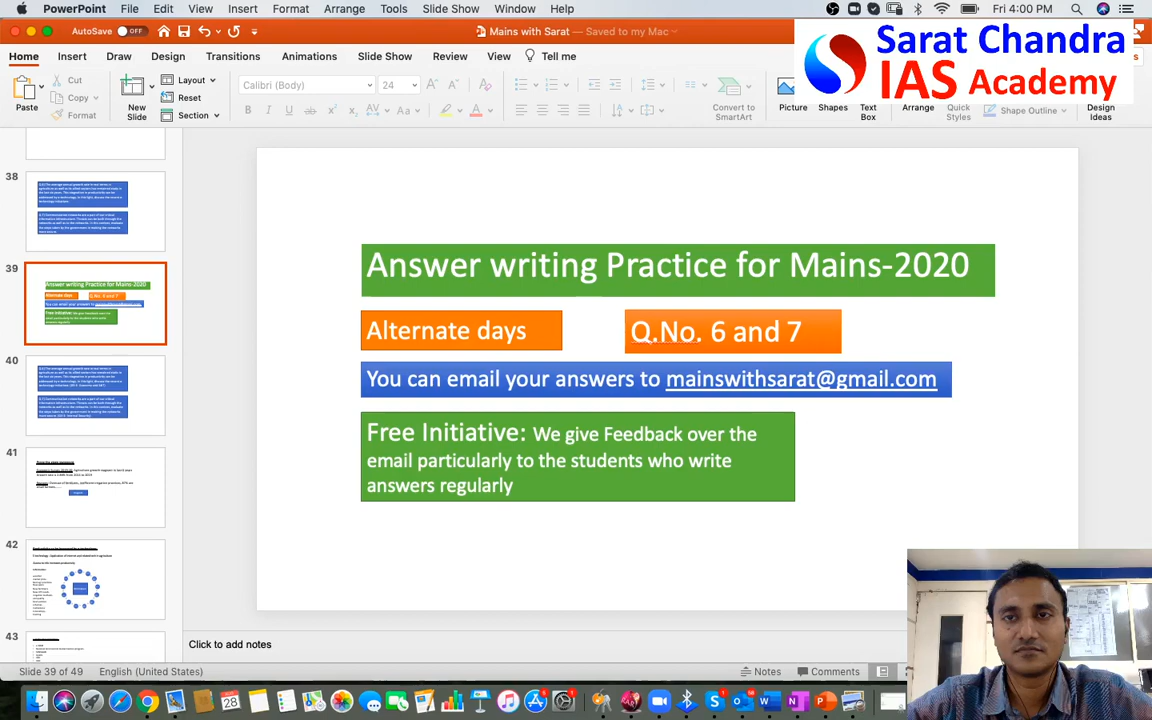 PowerPoint File Edit View Insert Format Arrange Tools Slide Show Window Help Fri 4:00 PM
AutoSave OFF Mains with Sarat — Saved to my Mac
Sarat Chandra
IAS Academy
Home Insert Draw Design Transitions Animations Slide Show Review View Tell me
Paste Cut Copy Format
New Slide Layout Reset Section
Calibri (Body) 24
Convert to SmartArt
Picture Shapes Text Box Arrange Quick Styles Shape Outline Design Ideas
38
39
40
41
42
43
Answer writing Practice for Mains-2020
Alternate days Q.No. 6 and 7
You can email your answers to mainswithsarat@gmail.com
Free Initiative: We give Feedback over the
email particularly to the students who write
answers regularly
Click to add notes
Slide 39 of 49 English (United States) Notes Comments